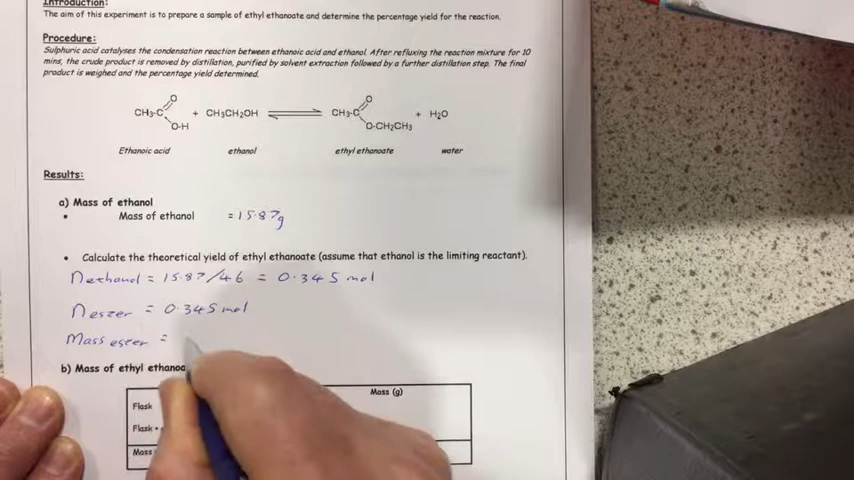 Introduction:
The aim of this experiment is to prepare a sample of ethyl ethanoate and determine the percentage yield for the reaction.
Procedure:
Sulphuric acid catalyses the condensation reaction between ethanoic acid and ethanol. After refluxing the reaction mixture for 10
mins, the crude product is removed by distillation, purified by solvent extraction followed by a further distillation step. The final
product is weighed and the percentage yield determined.
CH3-C O O-H + CH3CH2OH CH3-C O O-CH2CH3 + H2O
Ethanoic acid ethanol ethyl ethanoate water
Results:
a) Mass of ethanol
• Mass of ethanol = 15.87g
• Calculate the theoretical yield of ethyl ethanoate (assume that ethanol is the limiting reactant).
nethanol = 15.87/46 = 0.345 mol
nester = 0.345 mol
Mass ester =
b) Mass of ethyl ethanoa
Mass (g)
Flask
Flask +
Mass